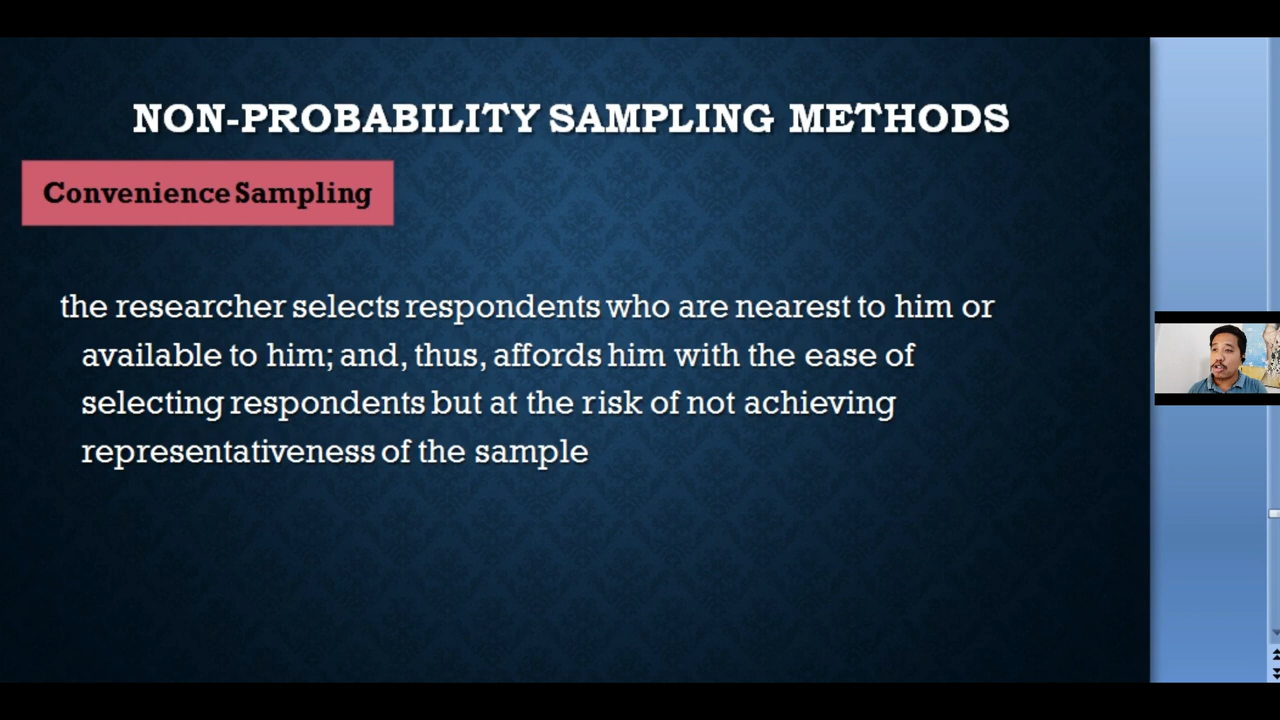 NON-PROBABILITY SAMPLING METHODS
Convenience Sampling
the researcher selects respondents who are nearest to him or
available to him; and, thus, affords him with the ease of
selecting respondents but at the risk of not achieving
representativeness of the sample